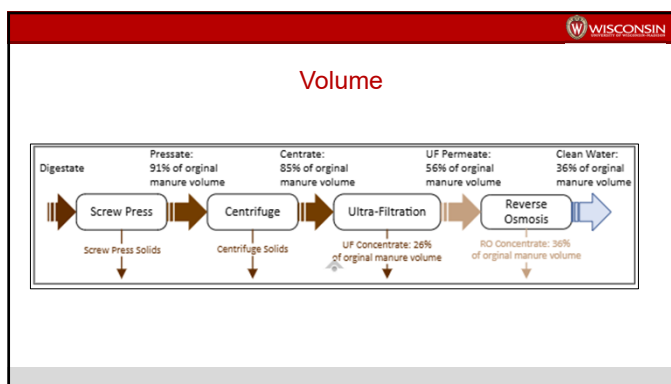 WISCONSIN
UNIVERSITY OF WISCONSIN-MADISON
Volume
Digestate
Pressate:
91% of orginal
manure volume
Centrate:
85% of orginal
manure volume
UF Permeate:
56% of orginal
manure volume
Clean Water:
36% of orginal
manure volume
Screw Press
Centrifuge
Ultra-Filtration
Reverse
Osmosis
Screw Press Solids
Centrifuge Solids
UF Concentrate: 26%
of orginal manure volume
RO Concentrate: 36%
of orginal manure volume